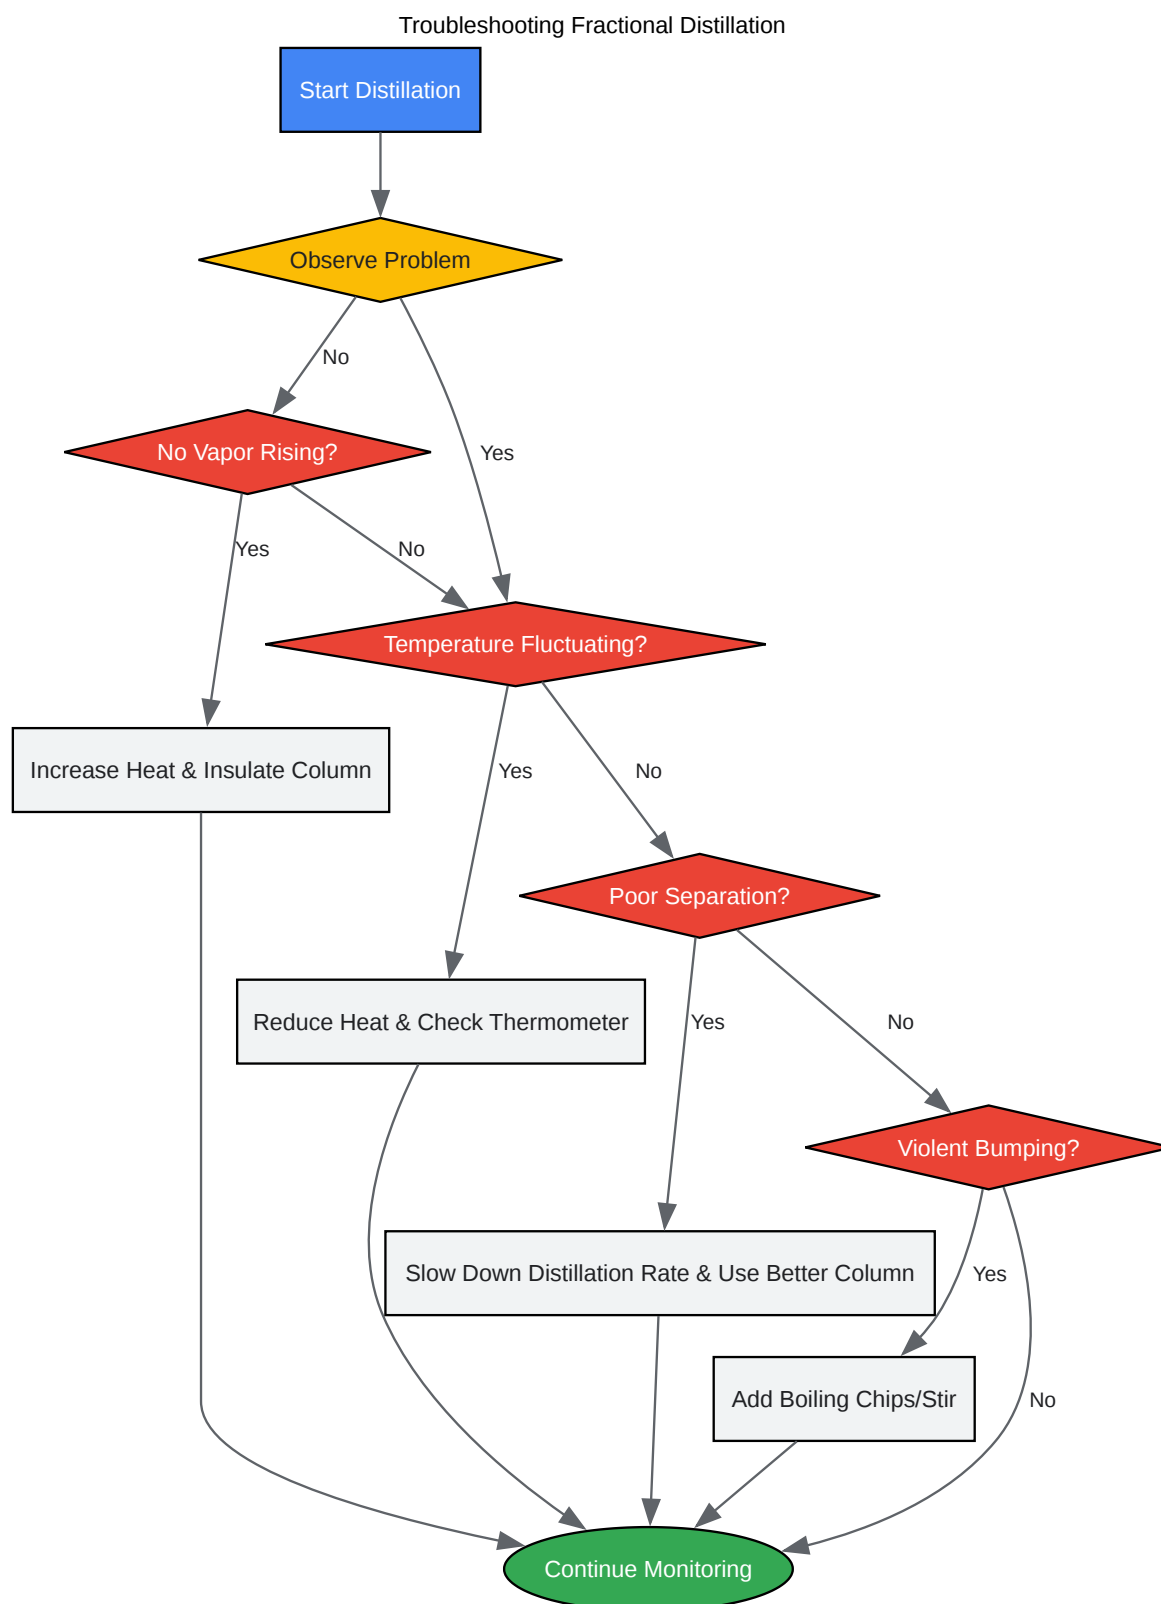 Troubleshooting Fractional Distillation
Start Distillation
Observe Problem
No
No Vapor Rising?
Yes
Yes
No
Temperature Fluctuating?
Increase Heat & Insulate Column
Yes
No
Poor Separation?
Reduce Heat & Check Thermometer
Yes
No
Violent Bumping?
Slow Down Distillation Rate & Use Better Column
Yes
Add Boiling Chips/Stir
No
Continue Monitoring